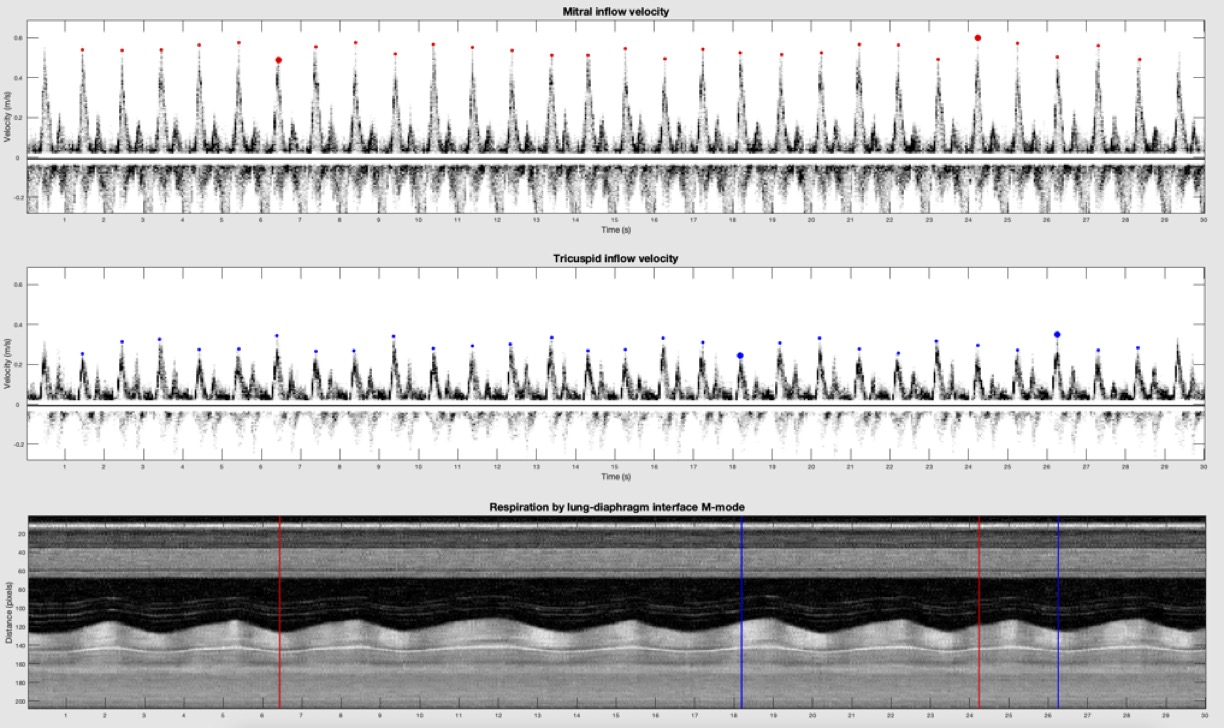 Mitral inflow velocity
Velocity (m/s)
0.6
0.4
0.2
0
-0.2
1 2 3 4 5 6 7 8 9 10 11 12 13 14 15 16 17 18 19 20 21 22 23 24 25 26 27 28 29 30
Time (s)
Tricuspid inflow velocity
Velocity (m/s)
0.6
0.4
0.2
0
-0.2
1 2 3 4 5 6 7 8 9 10 11 12 13 14 15 16 17 18 19 20 21 22 23 24 25 26 27 28 29 30
Time (s)
Respiration by lung-diaphragm interface M-mode
Distance (pixels)
20
40
60
80
100
120
140
160
180
200
1 2 3 4 5 6 7 8 9 10 11 12 13 14 15 16 17 18 19 20 21 22 23 24 25 26 27 28 29 30